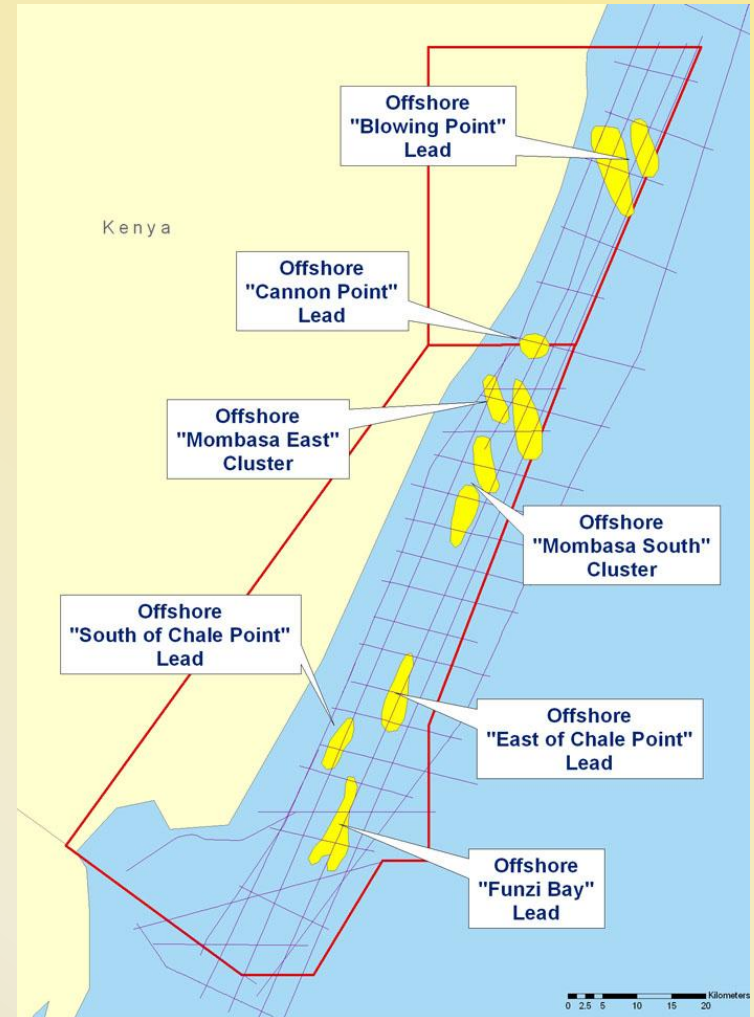 Offshore
"Blowing Point"
Lead
Kenya
Offshore
"Cannon Point"
Lead
Offshore
"Mombasa East"
Cluster
Offshore
"Mombasa South"
Cluster
Offshore
"South of Chale Point"
Lead
Offshore
"East of Chale Point"
Lead
Offshore
"Funzi Bay"
Lead
Kilometers
0 2.5 5 10 15 20